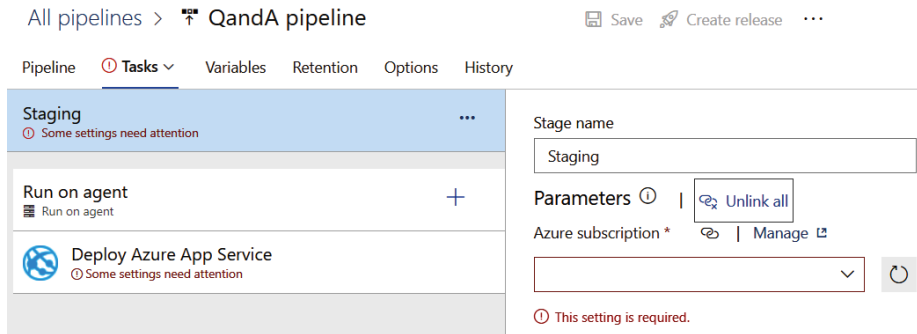 All pipelines > QandA pipeline
Save Create release ...
Pipeline Tasks Variables Retention Options History
Staging
Some settings need attention
...
Run on agent
Run on agent
Deploy Azure App Service
Some settings need attention
Stage name
Staging
Parameters | Unlink all
Azure subscription * | Manage
This setting is required.